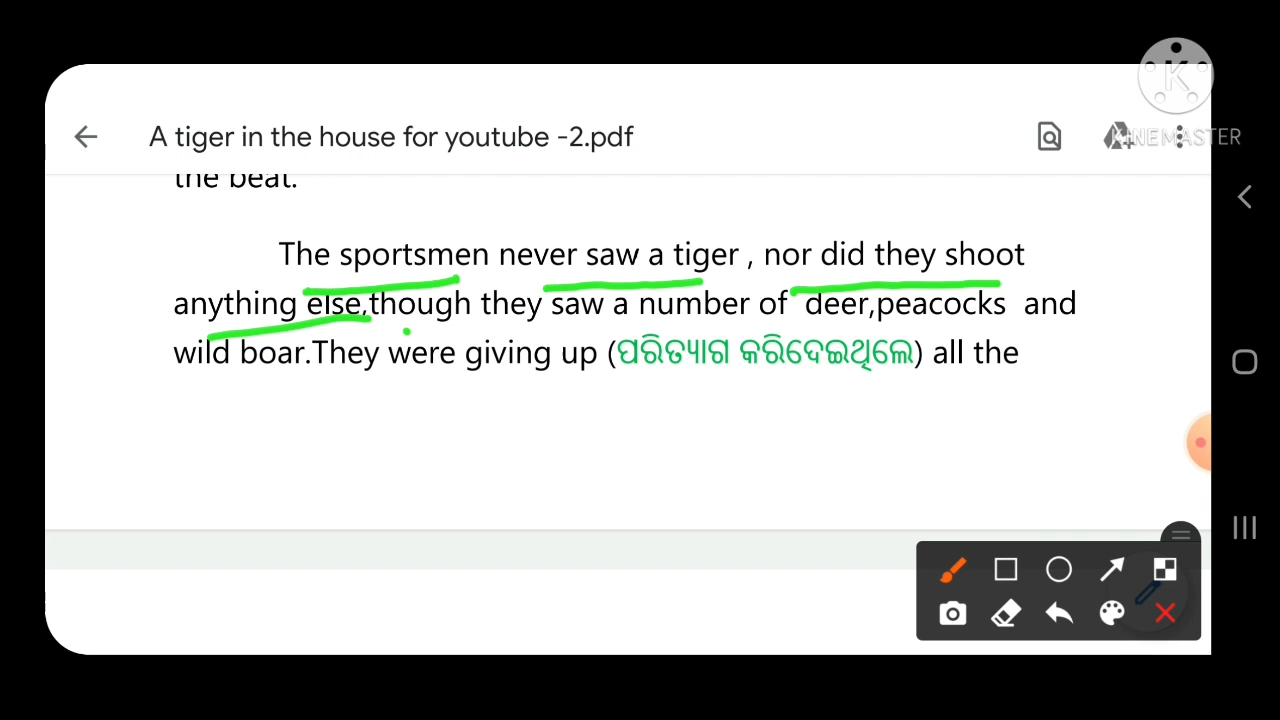 A tiger in the house for youtube -2.pdf
KINEMASTER
the beat.
The sportsmen never saw a tiger , nor did they shoot
anything else,though they saw a number of deer,peacocks and
wild boar.They were giving up (ପରିତ୍ୟାଗ କରିଦେଇଥିଲେ) all the